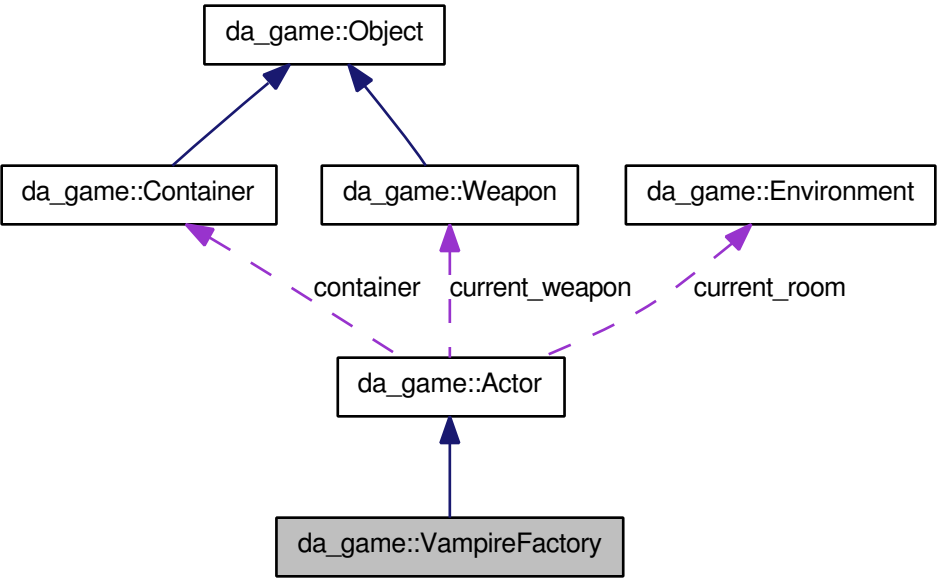 da_game::Object
da_game::Container
da_game::Weapon
da_game::Environment
container
current_weapon
current_room
da_game::Actor
da_game::VampireFactory